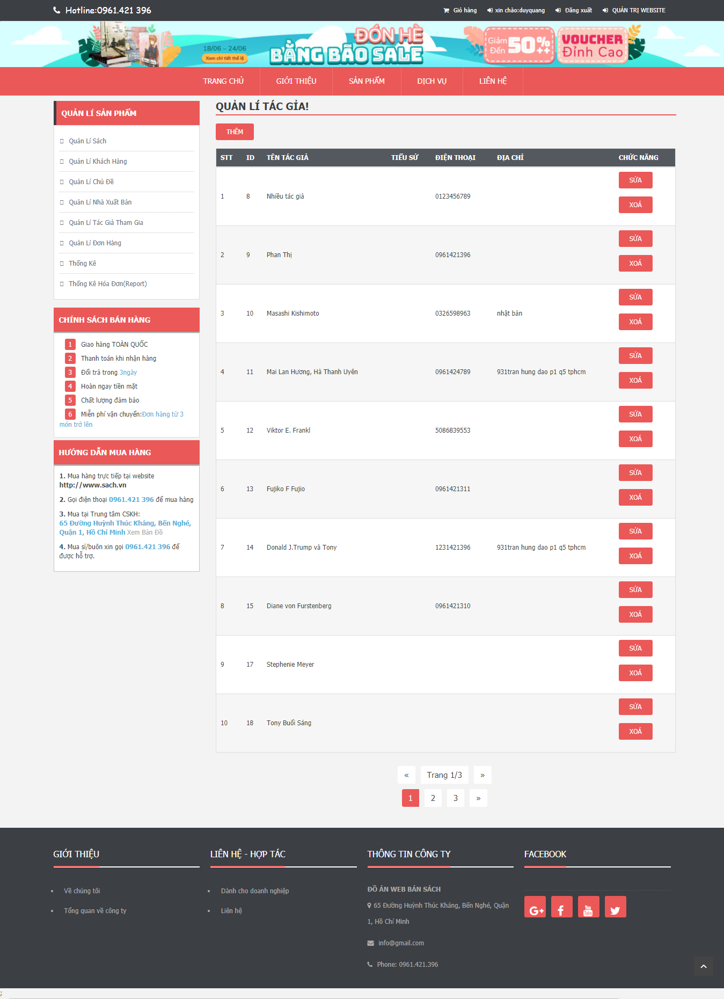 Hotline:0961.421 396
Giỏ hàng
xin chào:duyquang
Đăng xuất
QUẢN TRỊ WEBSITE
18/06 - 24/06
Xem chi tiết thể lệ
ĐÓN HÈ
BẰNG BÃO SALE
Giảm Đến 50%++
VOUCHER
Đỉnh Cao
TRANG CHỦ
GIỚI THIỆU
SẢN PHẨM
DỊCH VỤ
LIÊN HỆ
QUẢN LÍ SẢN PHẨM
Quản Lí Sách
Quản Lí Khách Hàng
Quản Lí Chủ Đề
Quản Lí Nhà Xuất Bản
Quản Lí Tác Giả Tham Gia
Quản Lí Đơn Hàng
Thống Kê
Thống Kê Hóa Đơn(Report)
CHÍNH SÁCH BÁN HÀNG
1 Giao hàng TOÀN QUỐC
2 Thanh toán khi nhận hàng
3 Đổi trả trong 3ngày
4 Hoàn ngay tiền mặt
5 Chất lượng đảm bảo
6 Miễn phí vận chuyển:Đơn hàng từ 3
món trở lên
HƯỚNG DẪN MUA HÀNG
1. Mua hàng trực tiếp tại website
http://www.sach.vn
2. Gọi điện thoại 0961.421 396 để mua hàng
3. Mua tại Trung tâm CSKH:
65 Đường Huỳnh Thúc Kháng, Bến Nghé,
Quận 1, Hồ Chí Minh Xem Bản Đồ
4. Mua sỉ/buôn xin gọi 0961.421 396 để
được hỗ trợ.
QUẢN LÍ TÁC GỈA!
THÊM
STT ID TÊN TÁC GIẢ TIỂU SỬ ĐIỆN THOẠI ĐỊA CHỈ CHỨC NĂNG
1 8 Nhiều tác giả 0123456789 SỬA
XOÁ
2 9 Phan Thị 0961421396 SỬA
XOÁ
3 10 Masashi Kishimoto 0326598963 nhật bản SỬA
XOÁ
4 11 Mai Lan Hương, Hà Thanh Uyên 0961424789 931tran hung dao p1 q5 tphcm SỬA
XOÁ
5 12 Viktor E. Frankl 5086839553 SỬA
XOÁ
6 13 Fujiko F Fujio 0961421311 SỬA
XOÁ
7 14 Donald J.Trump và Tony 1231421396 931tran hung dao p1 q5 tphcm SỬA
XOÁ
8 15 Diane von Furstenberg 0961421310 SỬA
XOÁ
9 17 Stephenie Meyer SỬA
XOÁ
10 18 Tony Buổi Sáng SỬA
XOÁ
« Trang 1/3 »
1 2 3 »
GIỚI THIỆU
Về chúng tôi
Tổng quan về công ty
LIÊN HỆ - HỢP TÁC
Dành cho doanh nghiệp
Liên hệ
THÔNG TIN CÔNG TY
ĐỒ ÁN WEB BÁN SÁCH
65 Đường Huỳnh Thúc Kháng, Bến Nghé, Quận
1, Hồ Chí Minh
info@gmail.com
Phone: 0961.421.396
FACEBOOK
G+
You Tube
;